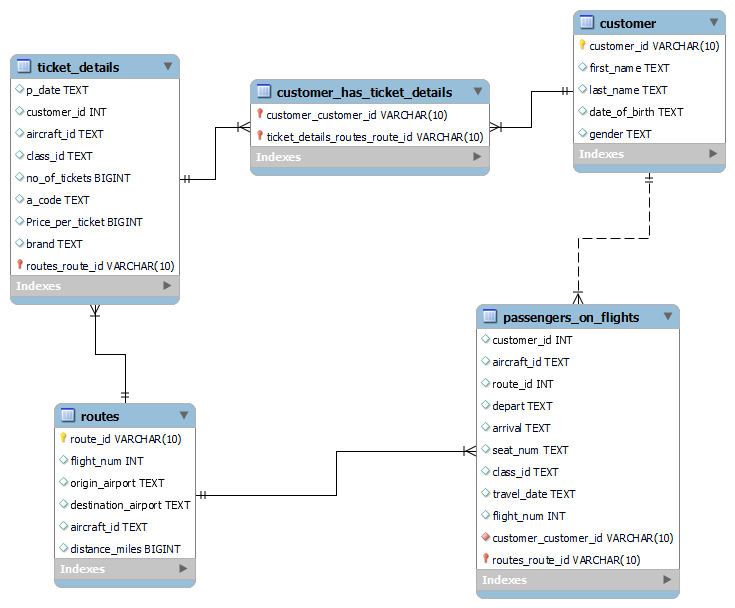 customer
customer_id VARCHAR(10)
first_name TEXT
last_name TEXT
date_of_birth TEXT
gender TEXT
Indexes
ticket_details
p_date TEXT
customer_id INT
aircraft_id TEXT
class_id TEXT
no_of_tickets BIGINT
a_code TEXT
Price_per_ticket BIGINT
brand TEXT
routes_route_id VARCHAR(10)
Indexes
customer_has_ticket_details
customer_customer_id VARCHAR(10)
ticket_details_routes_route_id VARCHAR(10)
Indexes
passengers_on_flights
customer_id INT
aircraft_id TEXT
route_id INT
depart TEXT
arrival TEXT
seat_num TEXT
class_id TEXT
travel_date TEXT
flight_num INT
customer_customer_id VARCHAR(10)
routes_route_id VARCHAR(10)
Indexes
routes
route_id VARCHAR(10)
flight_num INT
origin_airport TEXT
destination_airport TEXT
aircraft_id TEXT
distance_miles BIGINT
Indexes